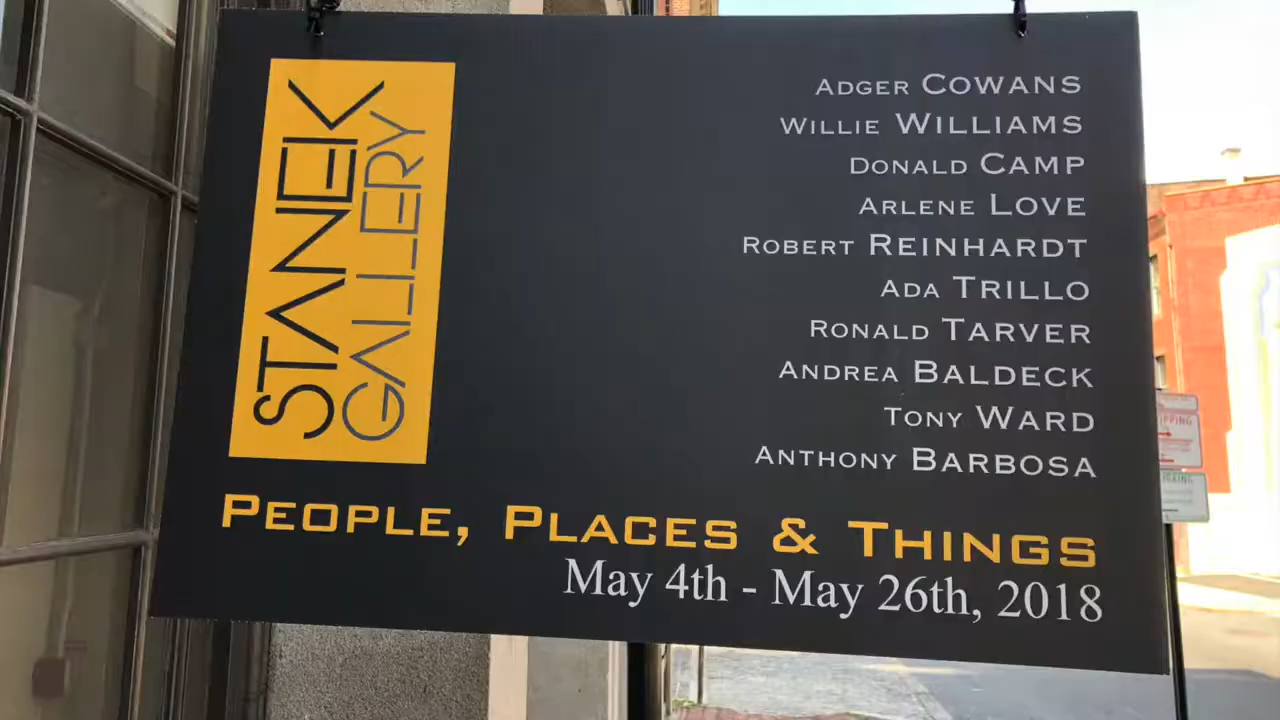 STANEK
GALLERY
ADGER COWANS
WILLIE WILLIAMS
DONALD CAMP
ARLENE LOVE
ROBERT REINHARDT
ADA TRILLO
RONALD TARVER
ANDREA BALDECK
TONY WARD
ANTHONY BARBOSA
PEOPLE, PLACES & THINGS
May 4th - May 26th, 2018